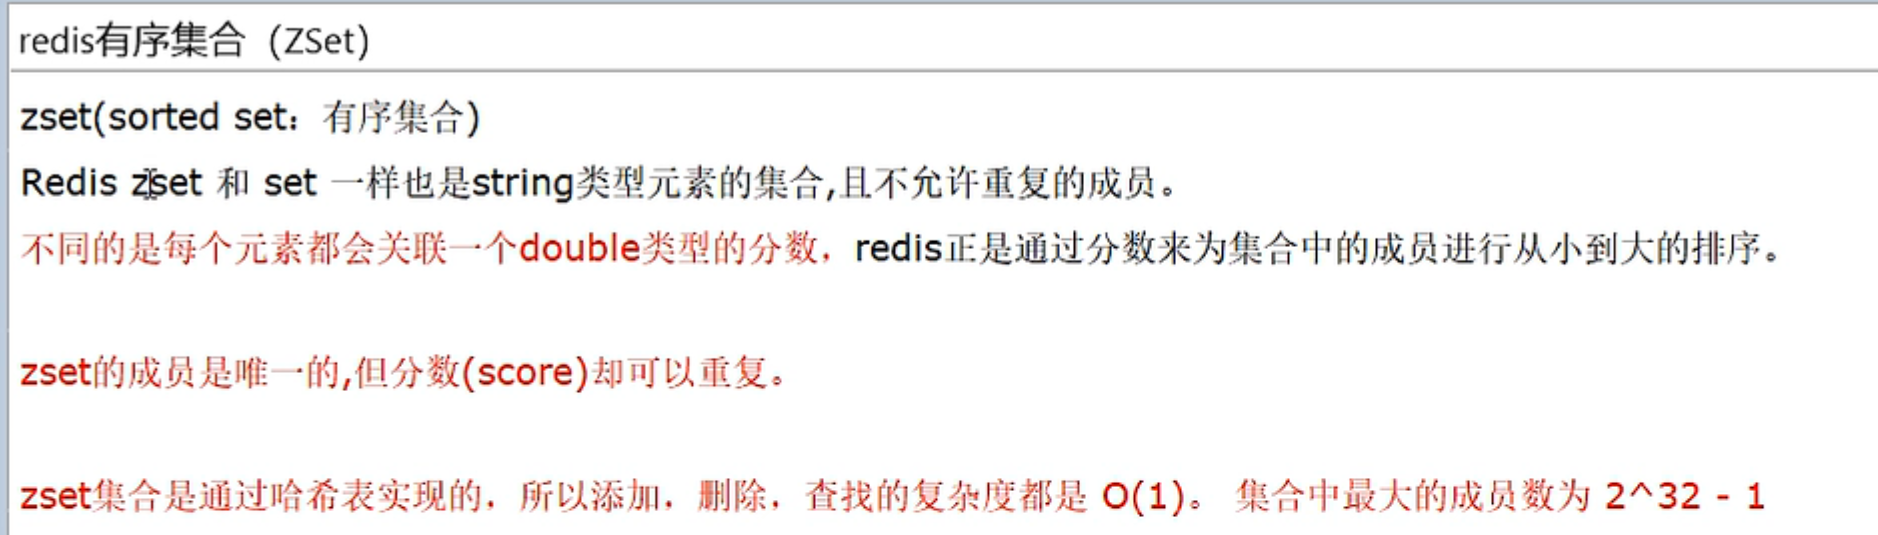 redis有序集合（ZSet）
zset(sorted set：有序集合)
Redis zset 和 set 一样也是string类型元素的集合,且不允许重复的成员。
不同的是每个元素都会关联一个double类型的分数，redis正是通过分数来为集合中的成员进行从小到大的排序。
zset的成员是唯一的,但分数(score)却可以重复。
zset集合是通过哈希表实现的，所以添加，删除，查找的复杂度都是 O(1)。 集合中最大的成员数为 2^32 - 1